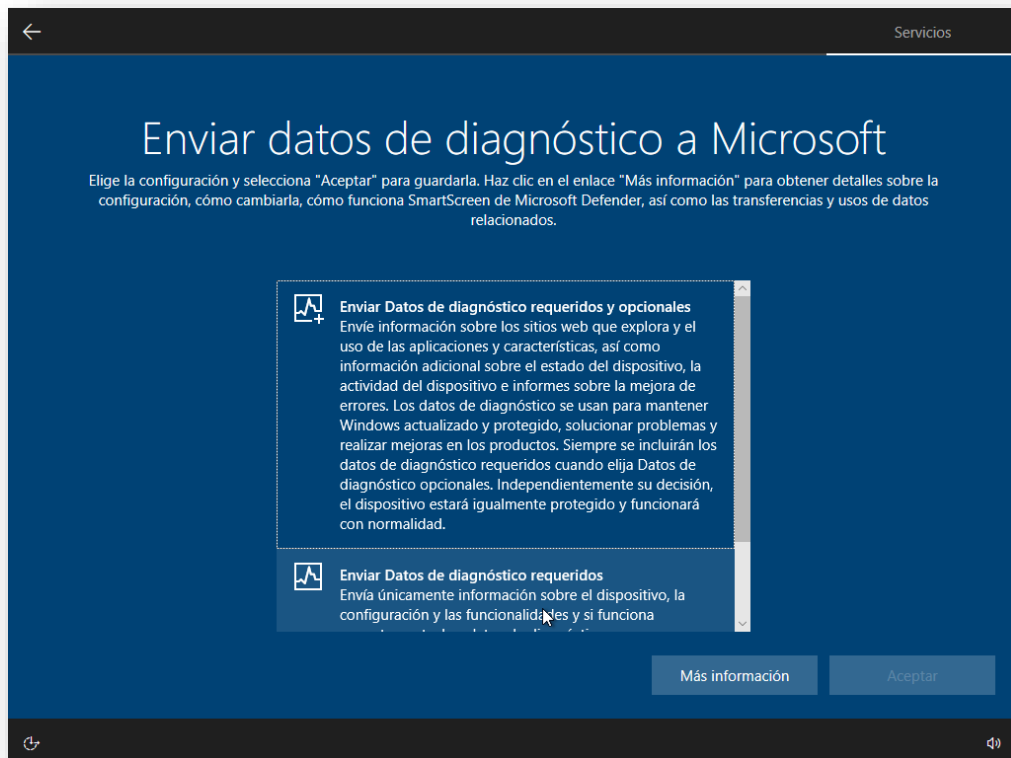 Servicios
Enviar datos de diagnóstico a Microsoft
Elige la configuración y selecciona "Aceptar" para guardarla. Haz clic en el enlace "Más información" para obtener detalles sobre la
configuración, cómo cambiarla, cómo funciona SmartScreen de Microsoft Defender, así como las transferencias y usos de datos
relacionados.
Enviar Datos de diagnóstico requeridos y opcionales
Envíe información sobre los sitios web que explora y el
uso de las aplicaciones y características, así como
información adicional sobre el estado del dispositivo, la
actividad del dispositivo e informes sobre la mejora de
errores. Los datos de diagnóstico se usan para mantener
Windows actualizado y protegido, solucionar problemas y
realizar mejoras en los productos. Siempre se incluirán los
datos de diagnóstico requeridos cuando elija Datos de
diagnóstico opcionales. Independientemente su decisión,
el dispositivo estará igualmente protegido y funcionará
con normalidad.
Enviar Datos de diagnóstico requeridos
Envía únicamente información sobre el dispositivo, la
configuración y las funcionalidades y si funciona
Más información
Aceptar